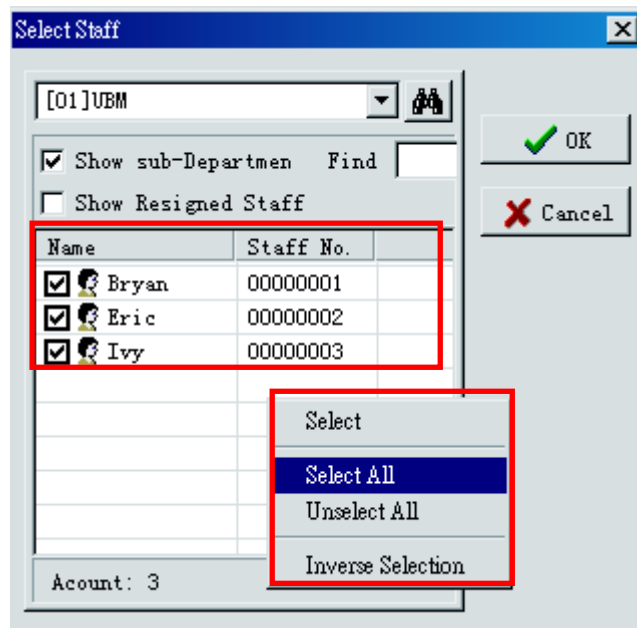 Select Staff
[01]UBM
OK
Show sub-Departmen Find
Show Resigned Staff
Cancel
Name Staff No.
Bryan 00000001
Eric 00000002
Ivy 00000003
Select
Select All
Unselect All
Inverse Selection
Acount: 3